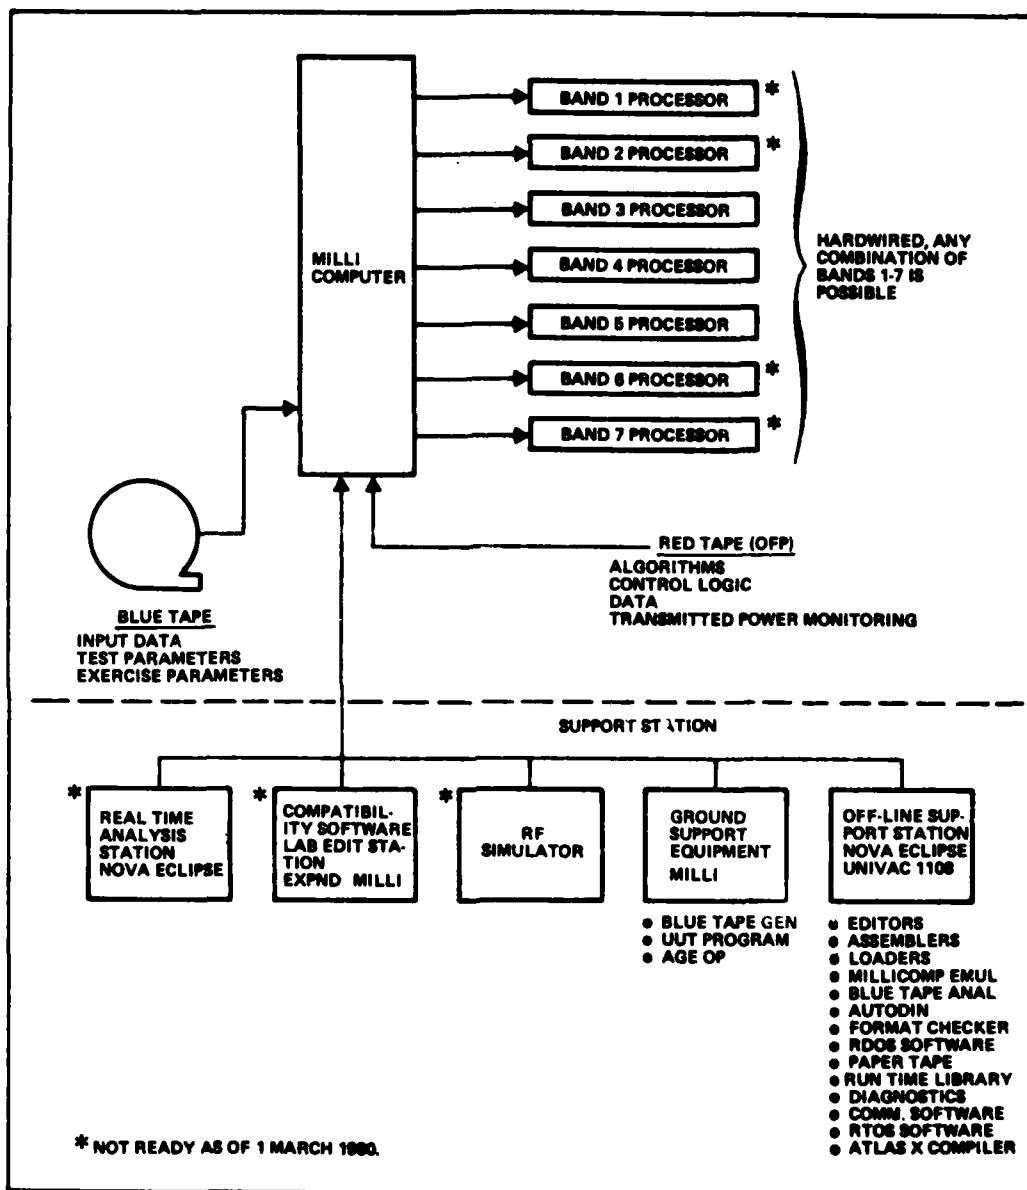 BAND 1 PROCESSOR *
BAND 2 PROCESSOR *
BAND 3 PROCESSOR
BAND 4 PROCESSOR
BAND 5 PROCESSOR
BAND 6 PROCESSOR *
BAND 7 PROCESSOR *
MILLI
COMPUTER
HARDWIRED, ANY
COMBINATION OF
BANDS 1-7 IS
POSSIBLE
RED TAPE (OFP)
ALGORITHMS
CONTROL LOGIC
DATA
TRANSMITTED POWER MONITORING
BLUE TAPE
INPUT DATA
TEST PARAMETERS
EXERCISE PARAMETERS
SUPPORT STATION
* REAL TIME
ANALYSIS
STATION
NOVA ECLIPSE
* COMPATIBIL-
ITY SOFTWARE
LAB EDIT STA-
TION
EXPND MILLI
* RF
SIMULATOR
GROUND
SUPPORT
EQUIPMENT
MILLI
• BLUE TAPE GEN
• UUT PROGRAM
• AGE OP
OFF-LINE SUP-
PORT STATION
NOVA ECLIPSE
UNIVAC 1108
• EDITORS
• ASSEMBLERS
• LOADERS
• MILLICOMP EMUL
• BLUE TAPE ANAL
• AUTODIN
• FORMAT CHECKER
• RDOS SOFTWARE
• PAPER TAPE
• RUN TIME LIBRARY
• DIAGNOSTICS
• COMM. SOFTWARE
• RTOS SOFTWARE
• ATLAS X COMPILER
* NOT READY AS OF 1 MARCH 1980.